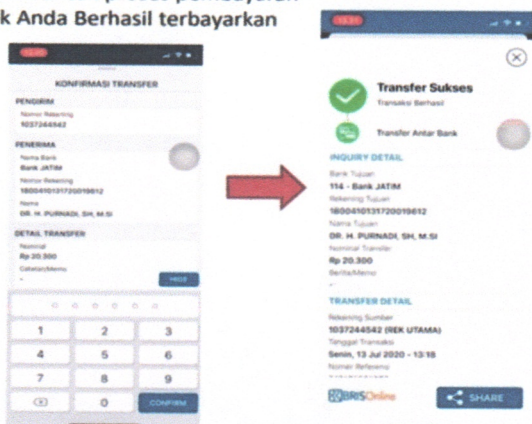 k Anda Berhasil terbayarkan
KONFIRMASI TRANSFER
PENGIRIM
Nomor Rekening
1037244542
PENERIMA
Nama Bank
Bank JATIM
Nomor Rekening
1800410131720019612
Nama
DR. H. PURNADI, SH, M.SI
DETAIL TRANSFER
Nominal
Rp 20.300
Catatan/Memo
-
HIDE
1 2 3
4 5 6
7 8 9
0 CONFIRM
13.31
Transfer Sukses
Transaksi Berhasil
Transfer Antar Bank
INQUIRY DETAIL
Bank Tujuan
114 - Bank JATIM
Rekening Tujuan
1800410131720019612
Nama Tujuan
DR. H. PURNADI, SH, M.SI
Nominal Transfer
Rp 20.300
Berita/Memo
-
TRANSFER DETAIL
Rekening Sumber
1037244542 (REK UTAMA)
Tanggal Transaksi
Senin, 13 Jul 2020 - 13:18
Nomor Referensi
BRISOnline
SHARE